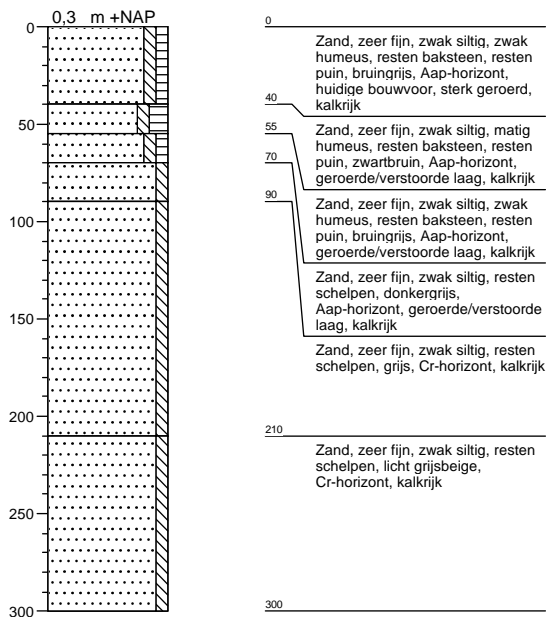 0,3 m +NAP
0
50
100
150
200
250
300
0
Zand, zeer fijn, zwak siltig, zwak
humeus, resten baksteen, resten
puin, bruingrijs, Aap-horizont,
huidige bouwvoor, sterk geroerd,
kalkrijk
40
Zand, zeer fijn, zwak siltig, matig
humeus, resten baksteen, resten
puin, zwartbruin, Aap-horizont,
geroerde/verstoorde laag, kalkrijk
55
Zand, zeer fijn, zwak siltig, zwak
humeus, resten baksteen, resten
puin, bruingrijs, Aap-horizont,
geroerde/verstoorde laag, kalkrijk
70
Zand, zeer fijn, zwak siltig, resten
schelpen, donkergrijs,
Aap-horizont, geroerde/verstoorde
laag, kalkrijk
90
Zand, zeer fijn, zwak siltig, resten
schelpen, grijs, Cr-horizont, kalkrijk
210
Zand, zeer fijn, zwak siltig, resten
schelpen, licht grijsbeige,
Cr-horizont, kalkrijk
300